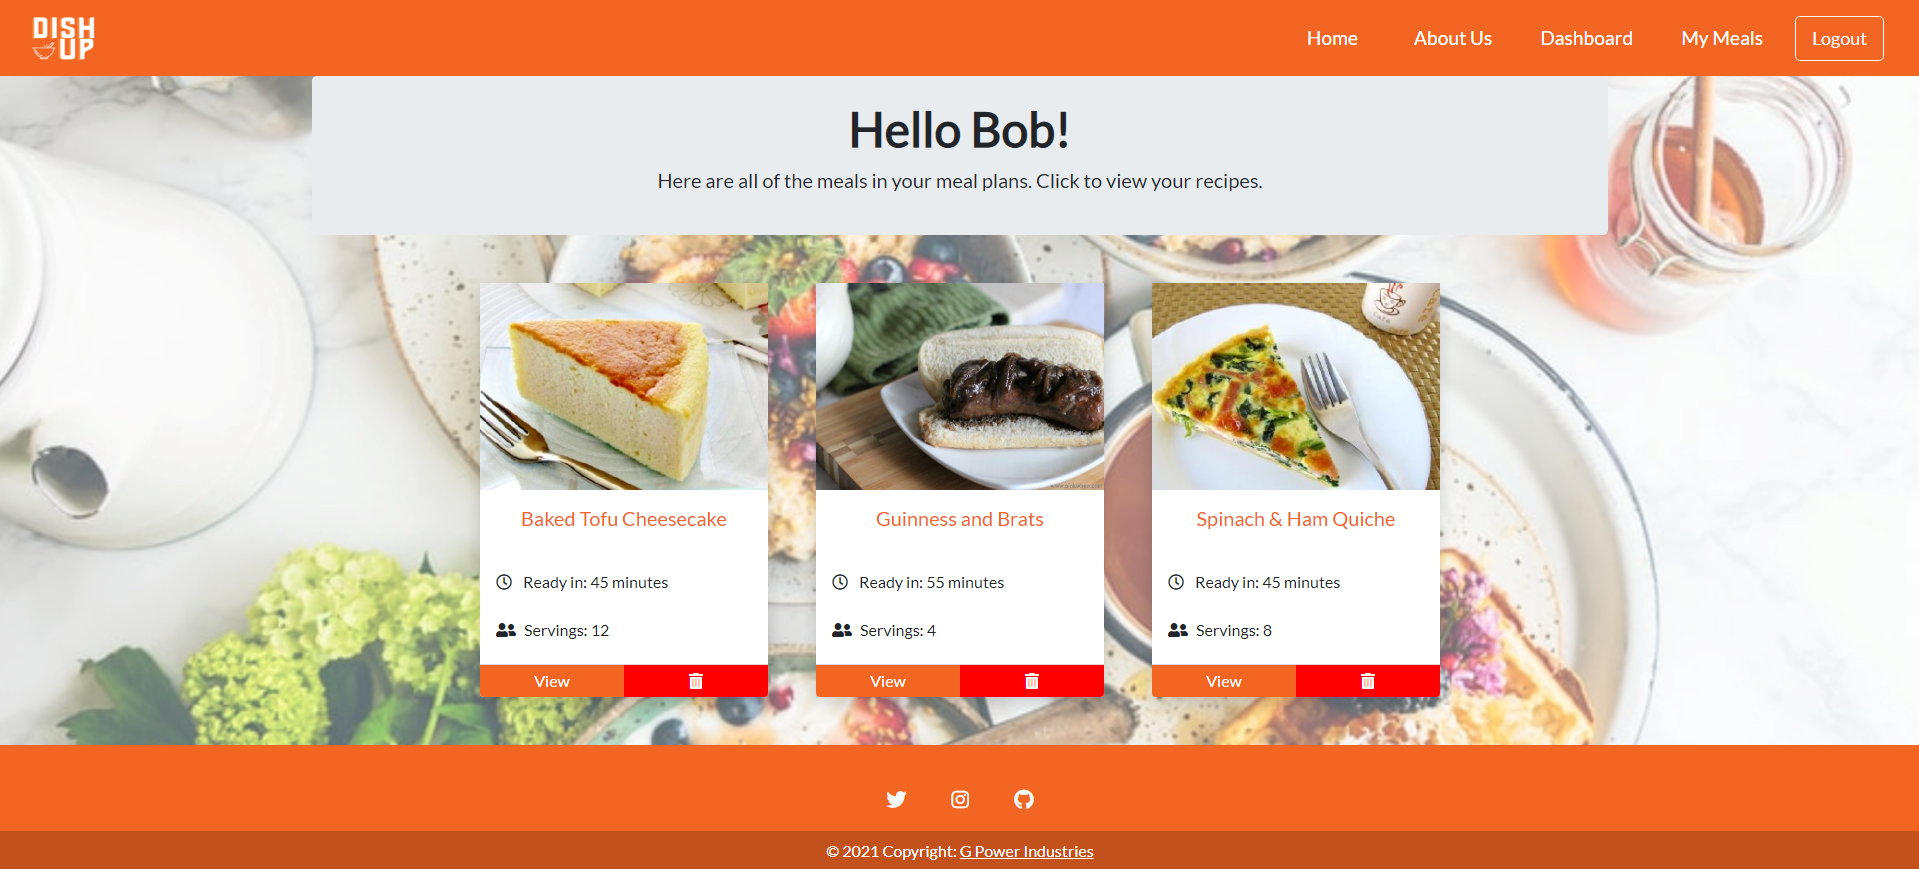 DISH
UP
Home
About Us
Dashboard
My Meals
Logout
Hello Bob!
Here are all of the meals in your meal plans. Click to view your recipes.
Baked Tofu Cheesecake
Ready in: 45 minutes
Servings: 12
View
Guinness and Brats
Ready in: 55 minutes
Servings: 4
View
Spinach & Ham Quiche
Ready in: 45 minutes
Servings: 8
View
© 2021 Copyright: G Power Industries